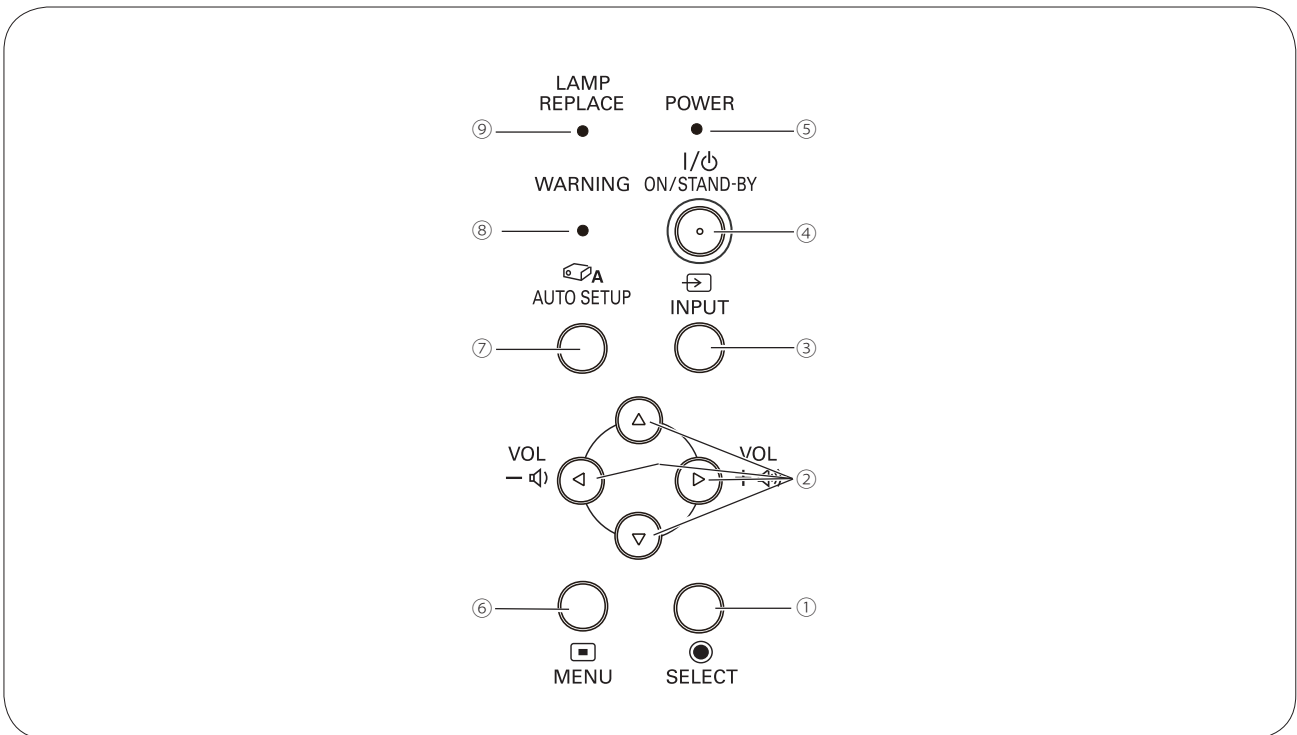 LAMP
REPLACE
POWER
⑨
⑤
I/⏻
WARNING
ON/STAND-BY
⑧
④
A
AUTO SETUP
INPUT
⑦
③
VOL
VOL
−
+
②
⑥
①
MENU
SELECT